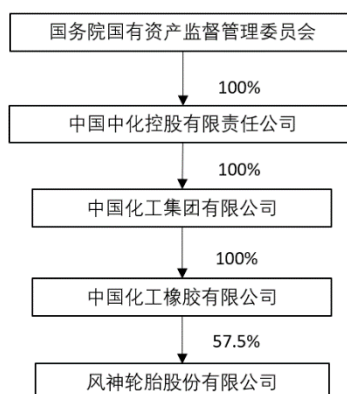 国务院国有资产监督管理委员会
100%
中国中化控股有限责任公司
100%
中国化工集团有限公司
100%
中国化工橡胶有限公司
57.5%
风神轮胎股份有限公司